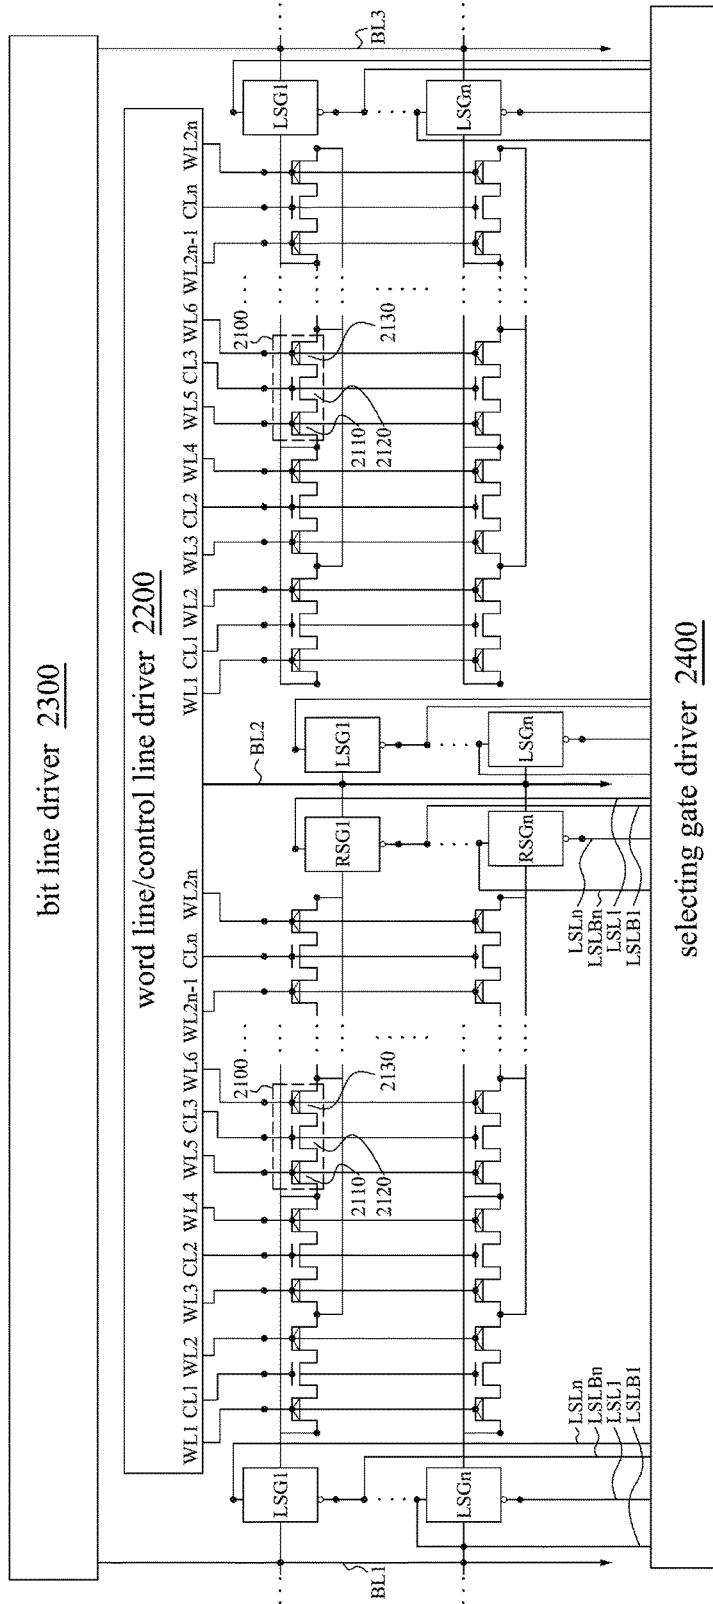 bit line driver 2300
word line/control line driver 2200
WL1 CL1 WL2 WL3 CL2 WL4 WL5 CL3 WL6 WL2n-1 CLn WL2n
WL1 CL1 WL2 WL3 CL2 WL4 WL5 CL3 WL6 WL2n-1 CLn WL2n
2100
2100
LSG1
LSG1
2110
2120
2130
RSG1
LSG1
2110
2120
2130
BL1
BL2
BL3
LSGn
RSGn
LSGn
LSGn
LSLn
LSLBn
LSL1
LSLB1
LSLn
LSLBn
LSL1
LSLB1
selecting gate driver 2400